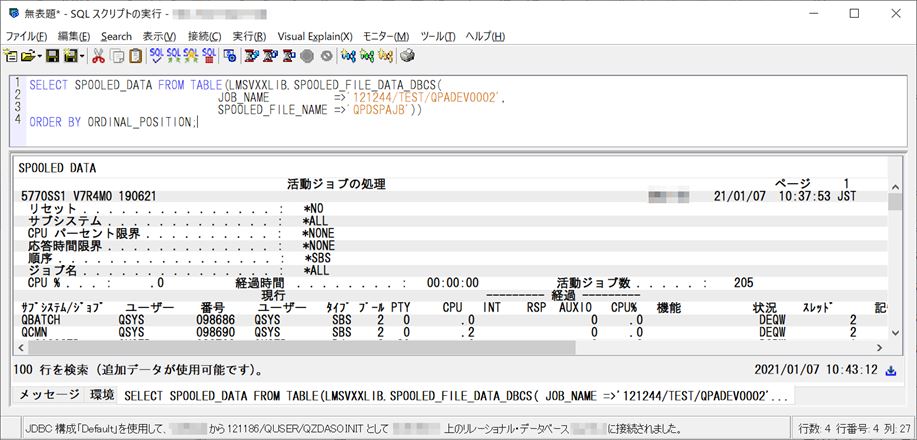 無表題* - SQL スクリプトの実行 -
ファイル(F) 編集(E) Search 表示(V) 接続(C) 実行(R) Visual Explain(X) モニター(M) ツール(T) ヘルプ(H)
1 SELECT SPOOLED_DATA FROM TABLE(LMSVXXLIB.SPOOLED_FILE_DATA_DBCS(
2 JOB_NAME =>'121244/TEST/QPADEV0002',
3 SPOOLED_FILE_NAME =>'QPDSPAJB'))
4 ORDER BY ORDINAL_POSITION;
SPOOLED DATA
活動ジョブの処理 ページ 1
5770SS1 V7R4M0 190621 21/01/07 10:37:53 JST
リセット . . . . . . . . . . . . . : *NO
サブシステム . . . . . . . . . . . : *ALL
CPU パーセント限界 . . . . . . . . : *NONE
応答時間限界 . . . . . . . . . . . : *NONE
順序 . . . . . . . . . . . . . . . : *SBS
ジョブ名 . . . . . . . . . . . . . : *ALL
CPU % . . . : .0 経過時間 . . . . . . . : 00:00:00 活動ジョブ数 . . . . . : 205
現行 --------- 経過 ---------
ｻﾌﾞｼｽﾃﾑ/ｼﾞｮﾌﾞ ユーザー 番号 ユーザー ﾀｲﾌﾟ ﾌﾟｰﾙ PTY CPU INT RSP AUXIO CPU% 機能 状況 ｽﾚｯﾄﾞ 記
QBATCH QSYS 098686 QSYS SBS 2 0 .0 0 .0 DEQW 2
QCMN QSYS 098690 QSYS SBS 2 0 .2 0 .0 DEQW 2
100 行を検索 (追加データが使用可能です)。 2021/01/07 10:43:12
メッセージ 環境 SELECT SPOOLED_DATA FROM TABLE(LMSVXXLIB.SPOOLED_FILE_DATA_DBCS( JOB_NAME =>'121244/TEST/QPADEV0002'...
JDBC 構成「Default」を使用して、 から 121186/QUSER/QZDASOINIT として 上のリレーショナル・データベース に接続されました。 行数: 4 行番号: 4 列: 27